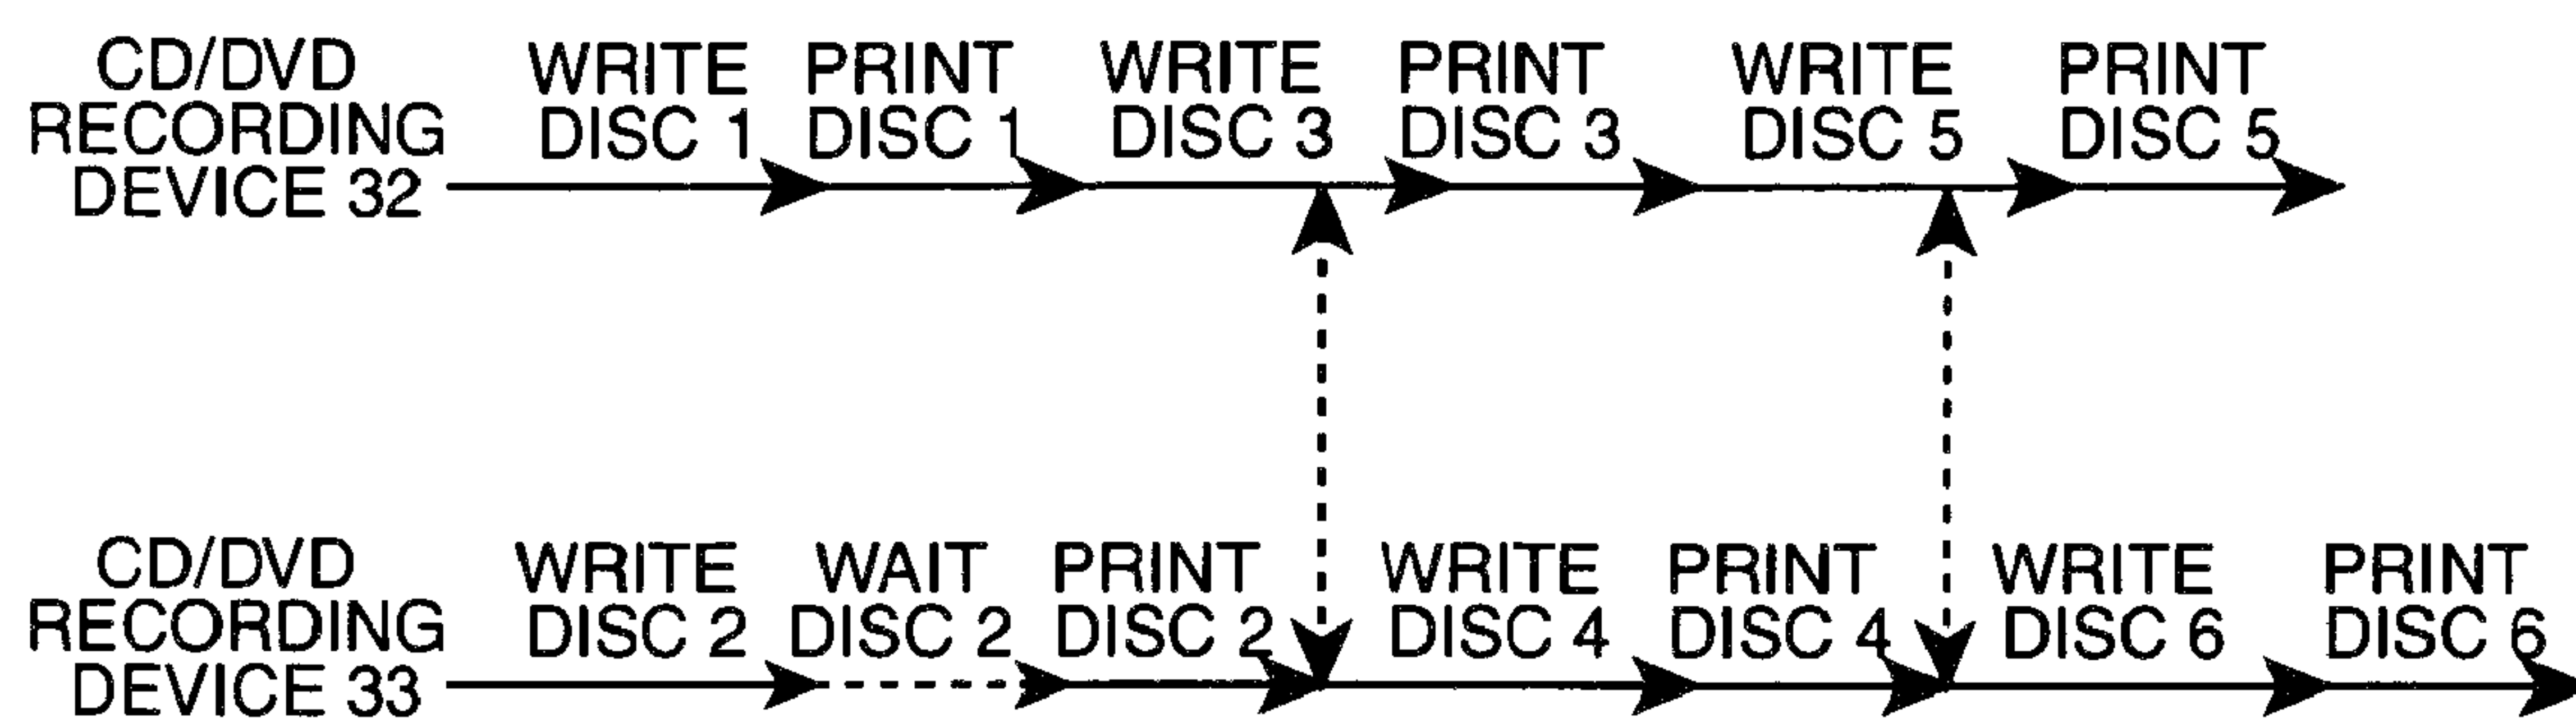 CD/DVD
RECORDING
DEVICE 32
WRITE
DISC 1
PRINT
DISC 1
WRITE
DISC 3
PRINT
DISC 3
WRITE
DISC 5
PRINT
DISC 5
CD/DVD
RECORDING
DEVICE 33
WRITE
DISC 2
WAIT
DISC 2
PRINT
DISC 2
WRITE
DISC 4
PRINT
DISC 4
WRITE
DISC 6
PRINT
DISC 6